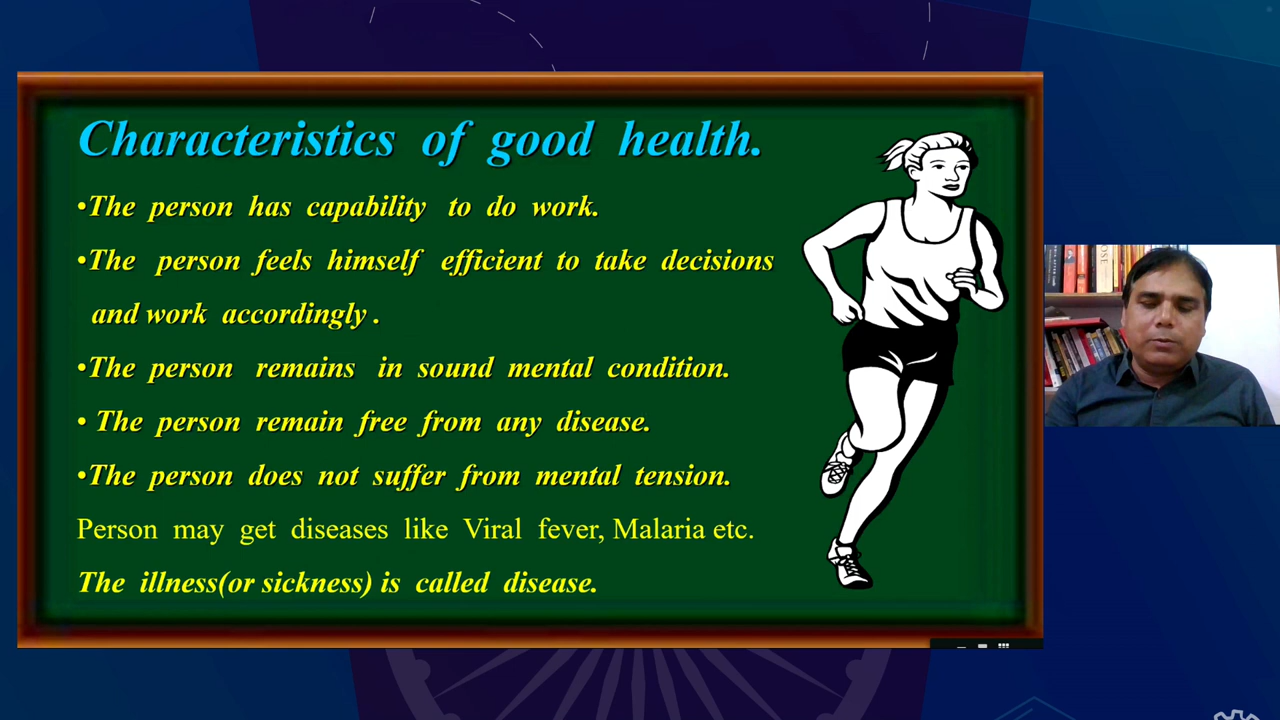 Characteristics of good health.
•The person has capability to do work.
•The person feels himself efficient to take decisions
and work accordingly .
•The person remains in sound mental condition.
• The person remain free from any disease.
•The person does not suffer from mental tension.
Person may get diseases like Viral fever, Malaria etc.
The illness(or sickness) is called disease.